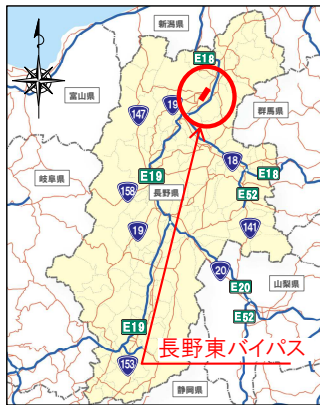 新潟県
E18
富山県
19
147
群馬県
18
E18
岐阜県
E19
158
長野県
E52
19
141
20
山梨県
E20
E52
E19
長野東バイパス
153
静岡県